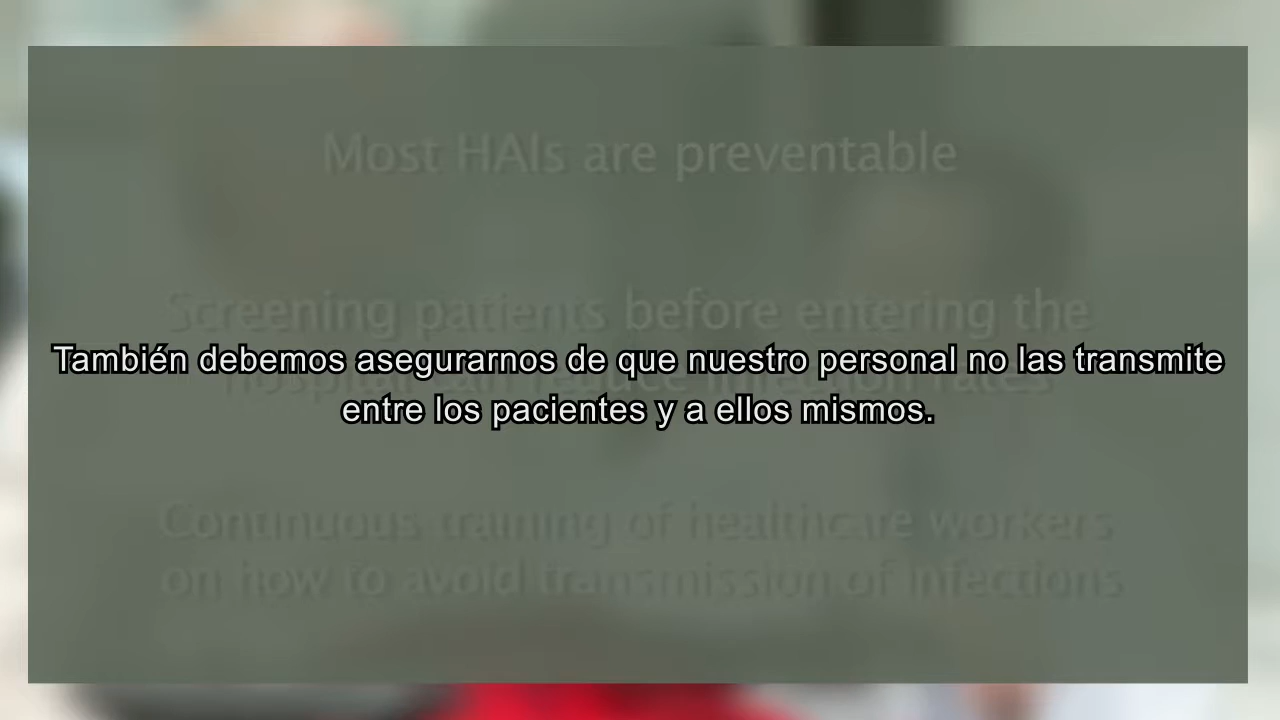 Most HAIs are preventable
Screening patients before entering the
También debemos asegurarnos de que nuestro personal no las transmite
entre los pacientes y a ellos mismos.
Continuous training of healthcare workers
on how to avoid transmission of infections